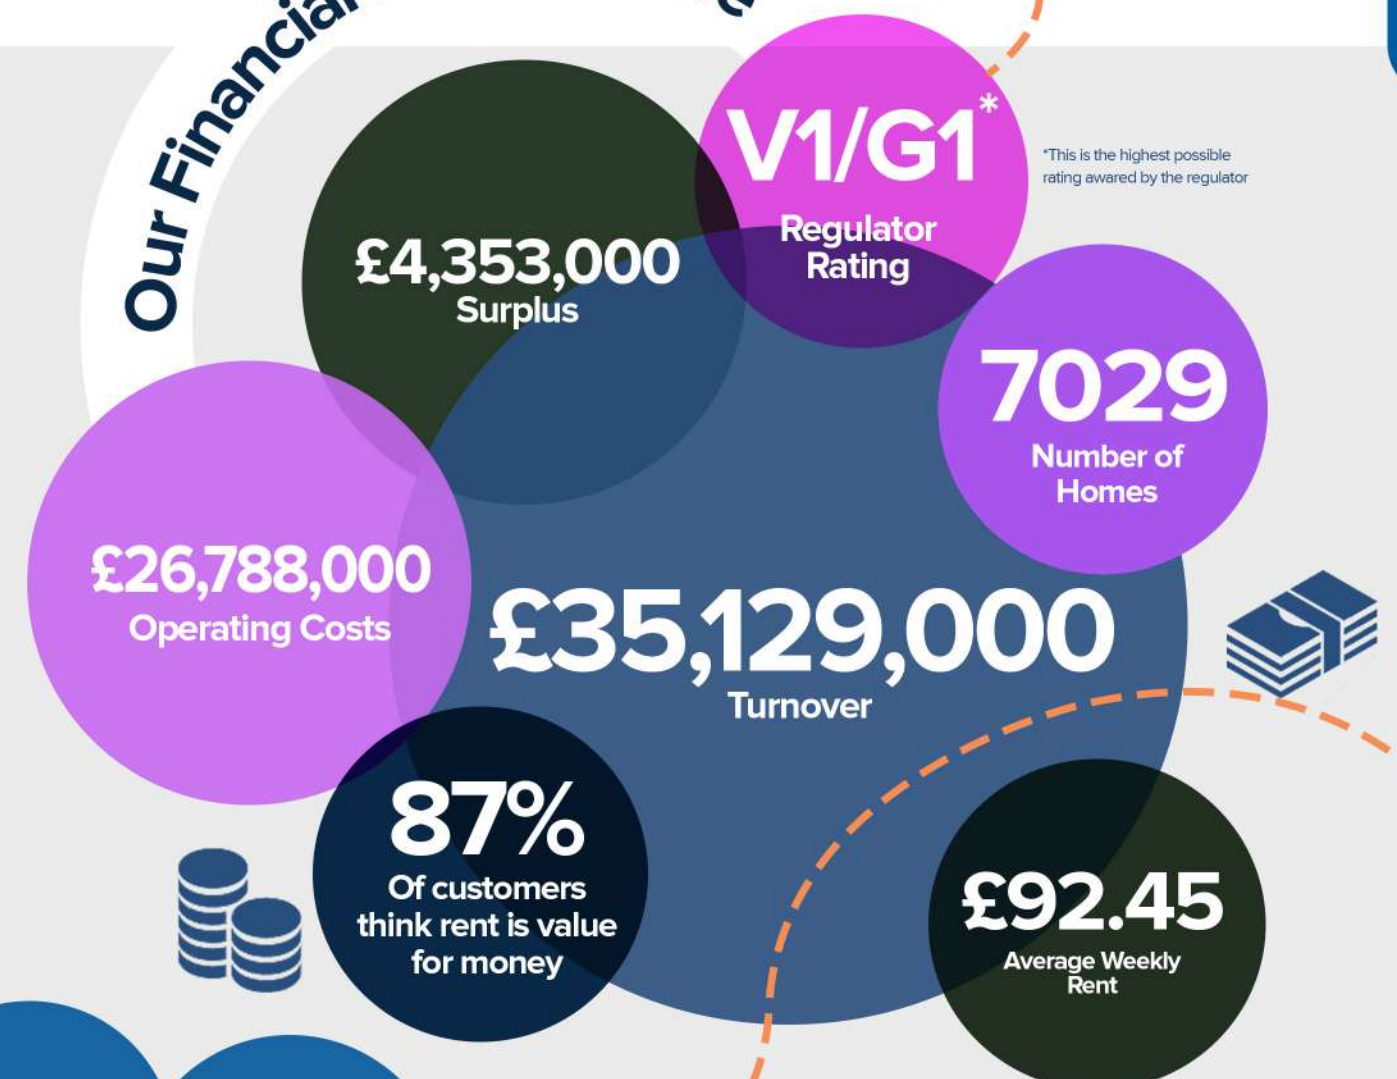 Our Financial
V1/G1*
Regulator
Rating
*This is the highest possible
rating awared by the regulator
£4,353,000
Surplus
7029
Number of
Homes
£26,788,000
Operating Costs
£35,129,000
Turnover
87%
Of customers
think rent is value
for money
£92.45
Average Weekly
Rent